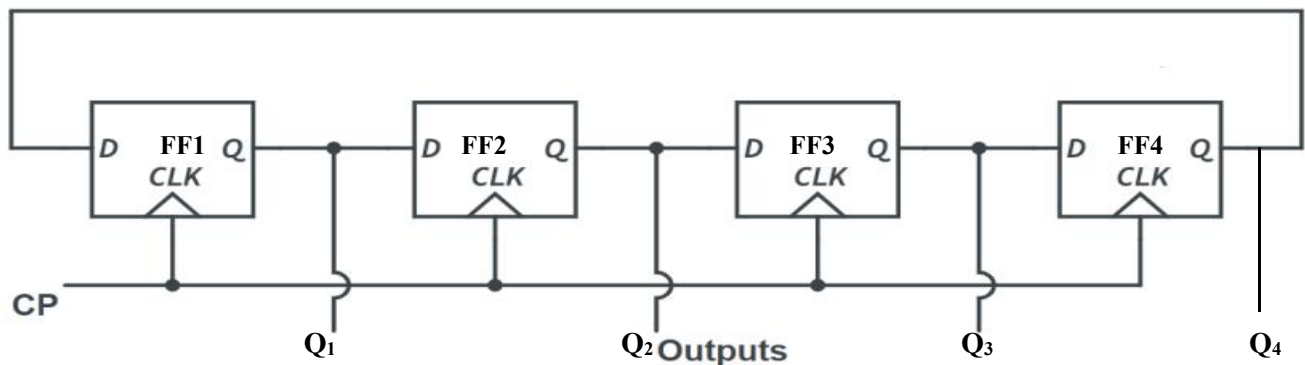 D FF1 Q D FF2 Q D FF3 Q D FF4 Q
CLK CLK CLK CLK
CP
Q₁ Q₂ Outputs Q₃ Q₄